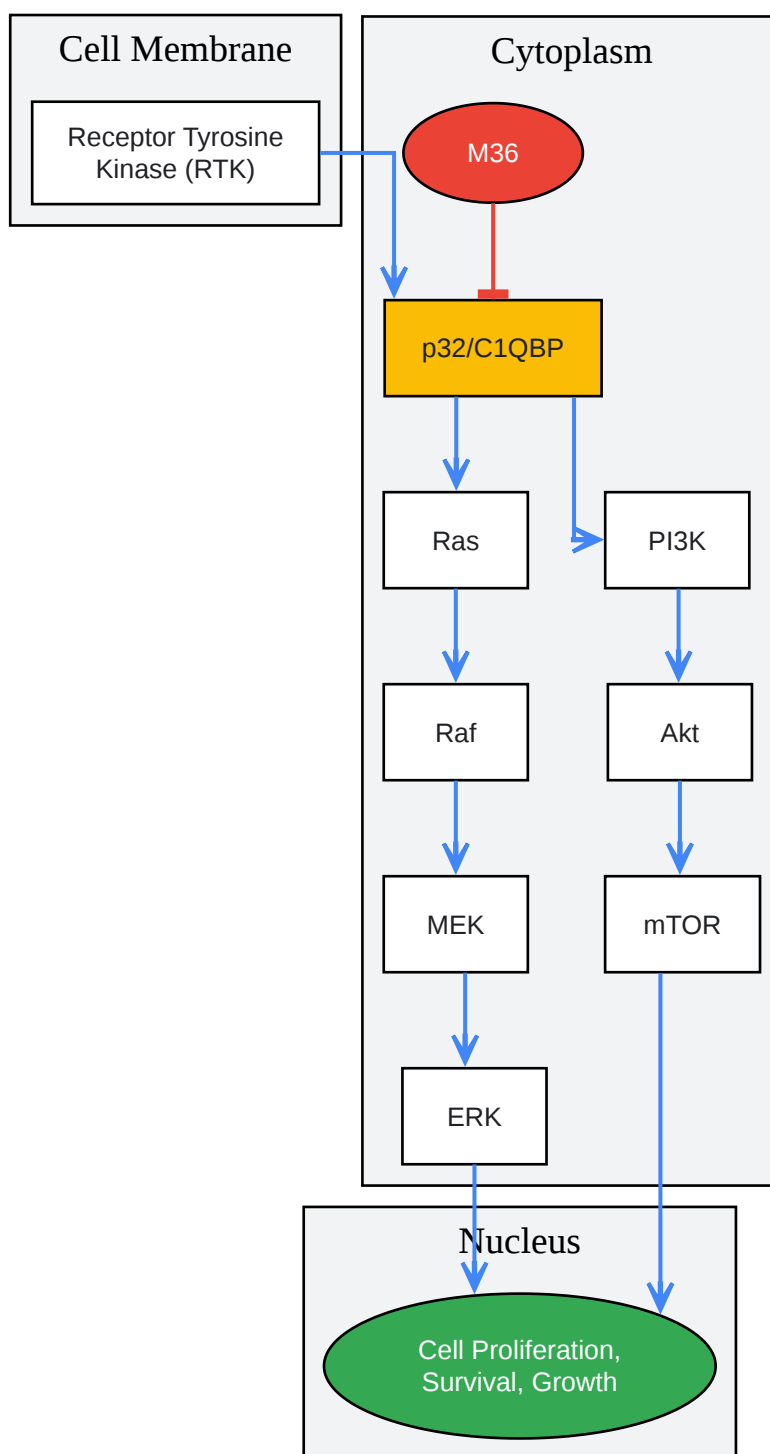 Cell Membrane
Receptor Tyrosine
Kinase (RTK)
Cytoplasm
M36
p32/C1QBP
Ras
PI3K
Raf
Akt
MEK
mTOR
ERK
Nucleus
Cell Proliferation,
Survival, Growth